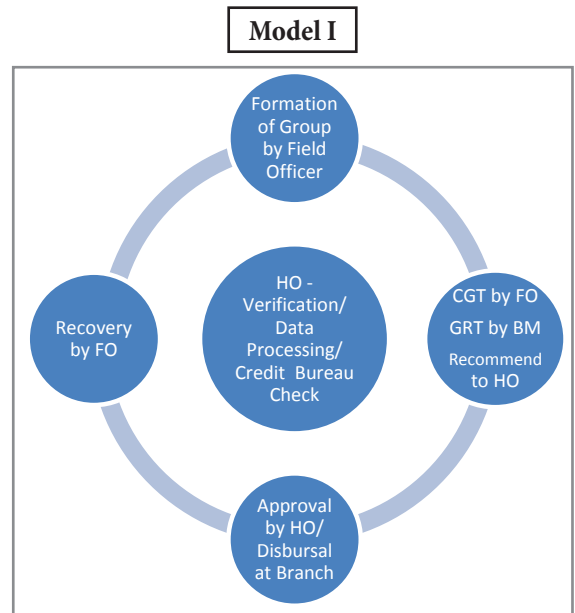 Model I
Formation
of Group
by Field
Officer
HO -
Verification/
Data
Processing/
Credit Bureau
Check
CGT by FO
GRT by BM
Recommend
to HO
Recovery
by FO
Approval
by HO/
Disbursal
at Branch